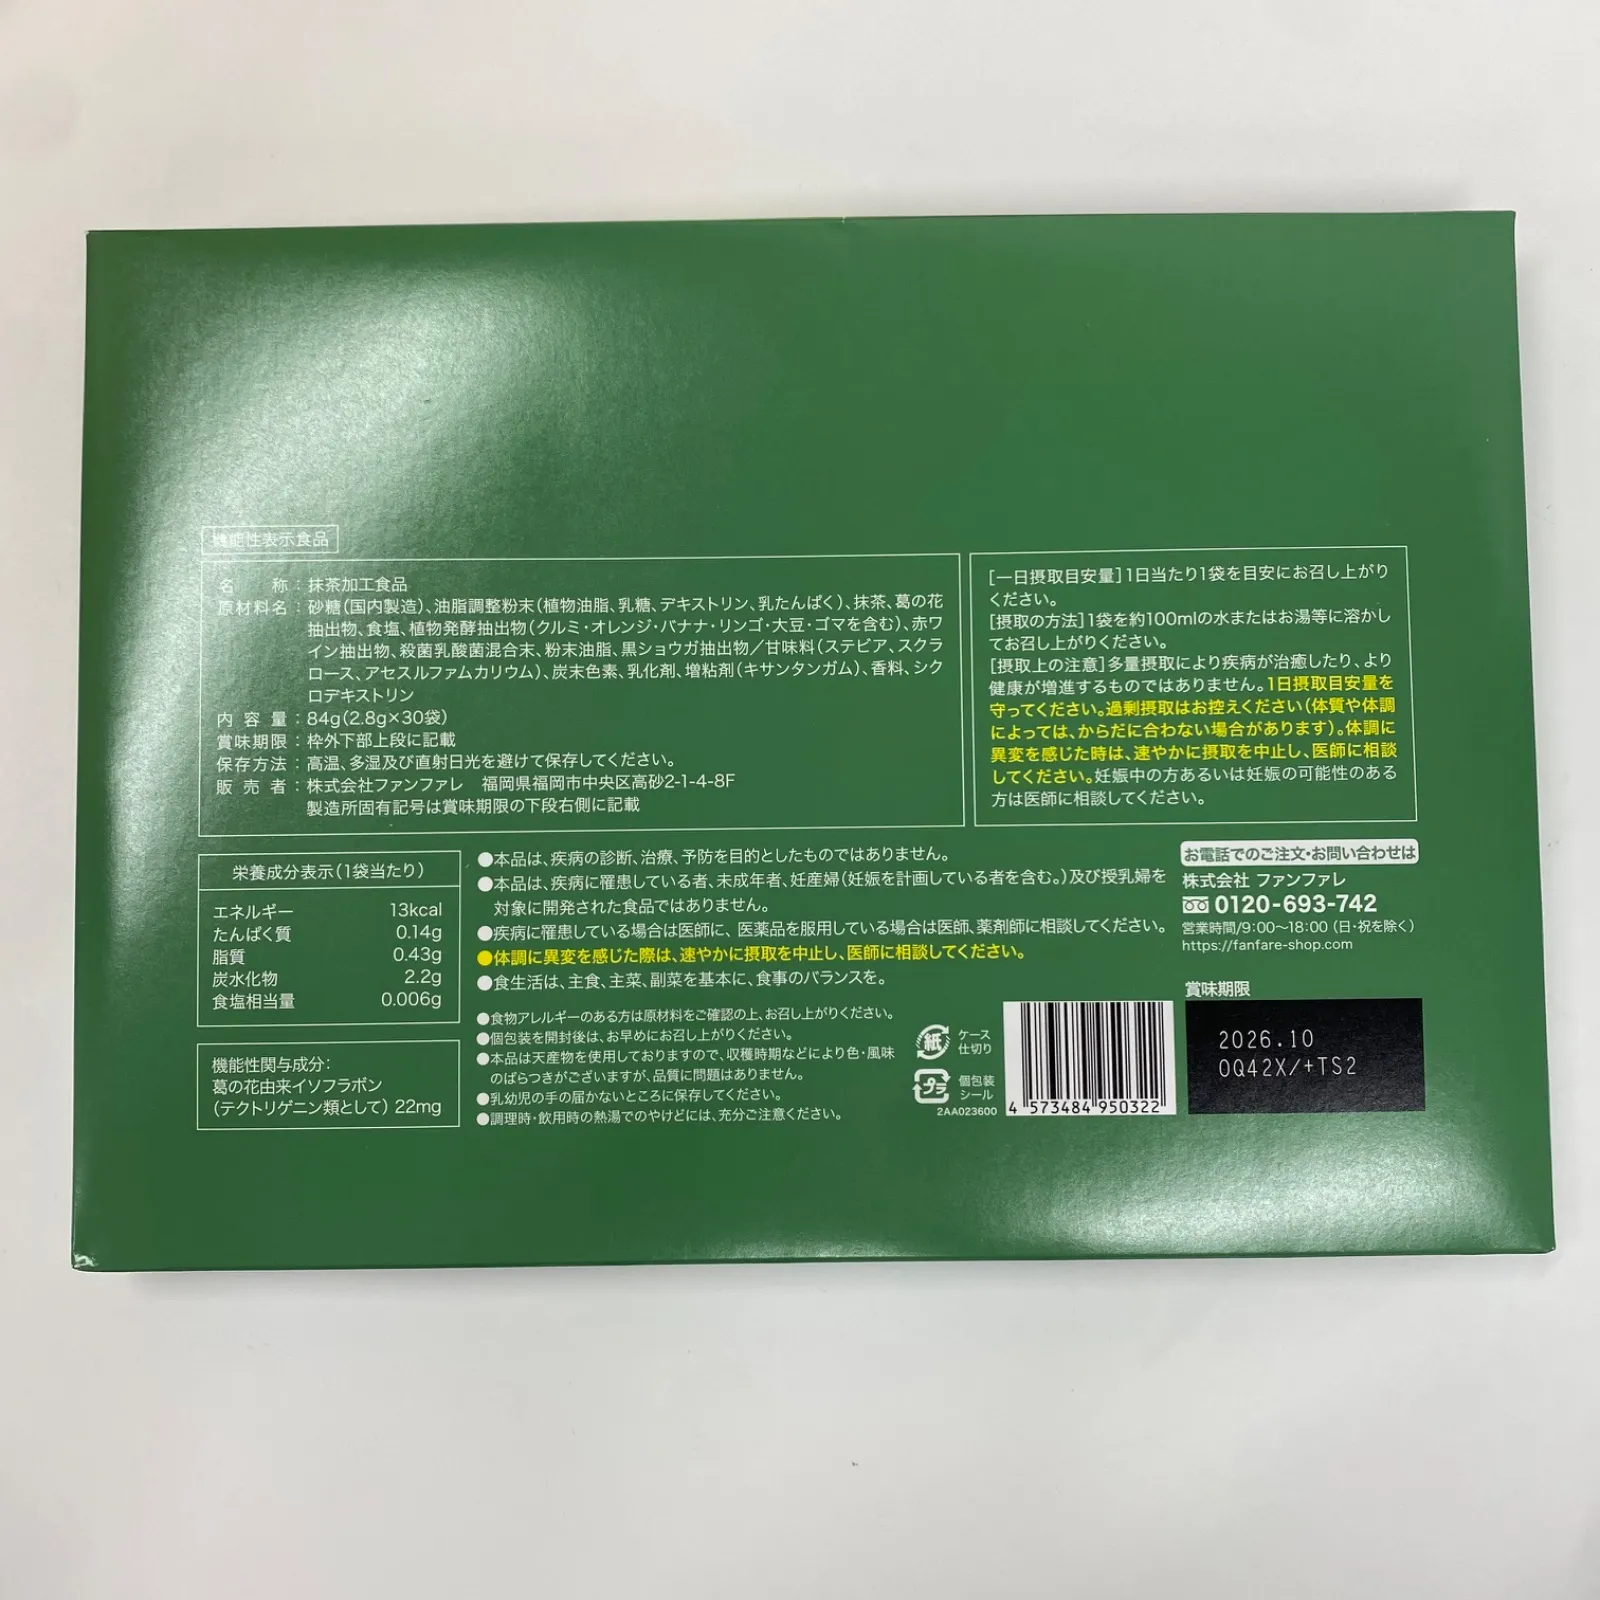 機能性表示食品
名称：抹茶加工食品
原材料名：砂糖（国内製造）、油脂調整粉末（植物油脂、乳糖、デキストリン、乳たんぱく）、抹茶、葛の花
抽出物、食塩、植物発酵抽出物（クルミ・オレンジ・バナナ・リンゴ・大豆・ゴマを含む）、赤ワ
イン抽出物、殺菌乳酸菌混合末、粉末油脂、黒ショウガ抽出物／甘味料（ステビア、スクラ
ロース、アセスルファムカリウム）、炭末色素、乳化剤、増粘剤（キサンタンガム）、香料、シク
ロデキストリン
内容量：84g（2.8g×30袋）
賞味期限：枠外下部上段に記載
保存方法：高温、多湿及び直射日光を避けて保存してください。
販売者：株式会社ファンファレ 福岡県福岡市中央区高砂2-1-4-8F
製造所固有記号は賞味期限の下段右側に記載
[一日摂取目安量]1日当たり1袋を目安にお召し上がり
ください。
[摂取の方法]1袋を約100mlの水またはお湯等に溶かし
てお召し上がりください。
[摂取上の注意]多量摂取により疾病が治癒したり、より
健康が増進するものではありません。1日摂取目安量を
守ってください。過剰摂取はお控えください（体質や体調
によっては、からだに合わない場合があります）。体調に
異変を感じた時は、速やかに摂取を中止し、医師に相談
してください。妊娠中の方あるいは妊娠の可能性のある
方は医師に相談してください。
栄養成分表示（1袋当たり）
エネルギー 13kcal
たんぱく質 0.14g
脂質 0.43g
炭水化物 2.2g
食塩相当量 0.006g
機能性関与成分：
葛の花由来イソフラボン
（テクトリゲニン類として）22mg
●本品は、疾病の診断、治療、予防を目的としたものではありません。
●本品は、疾病に罹患している者、未成年者、妊産婦（妊娠を計画している者を含む。）及び授乳婦を
対象に開発された食品ではありません。
●疾病に罹患している場合は医師に、医薬品を服用している場合は医師、薬剤師に相談してください。
●体調に異変を感じた際は、速やかに摂取を中止し、医師に相談してください。
●食生活は、主食、主菜、副菜を基本に、食事のバランスを。
●食物アレルギーのある方は原材料をご確認の上、お召し上がりください。
●個包装を開封後は、お早めにお召し上がりください。
●本品は天産物を使用しておりますので、収穫時期などにより色・風味
のばらつきがございますが、品質に問題はありません。
●乳幼児の手の届かないところに保存してください。
●調理時・飲用時の熱湯でのやけどには、充分ご注意ください。
紙 ケース
仕切り
プラ 個包装
シール
2AA023600
4 573484 950322
お電話でのご注文・お問い合わせは
株式会社 ファンファレ
0120-693-742
営業時間/9:00～18:00（日・祝を除く）
https://fanfare-shop.com
賞味期限
2026.10
0Q42X/+TS2